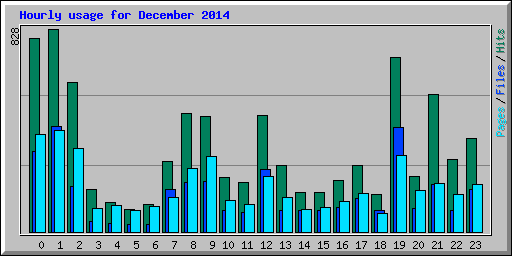 Hourly usage for December 2014
828
Pages/Files/Hits
0 1 2 3 4 5 6 7 8 9 10 11 12 13 14 15 16 17 18 19 20 21 22 23